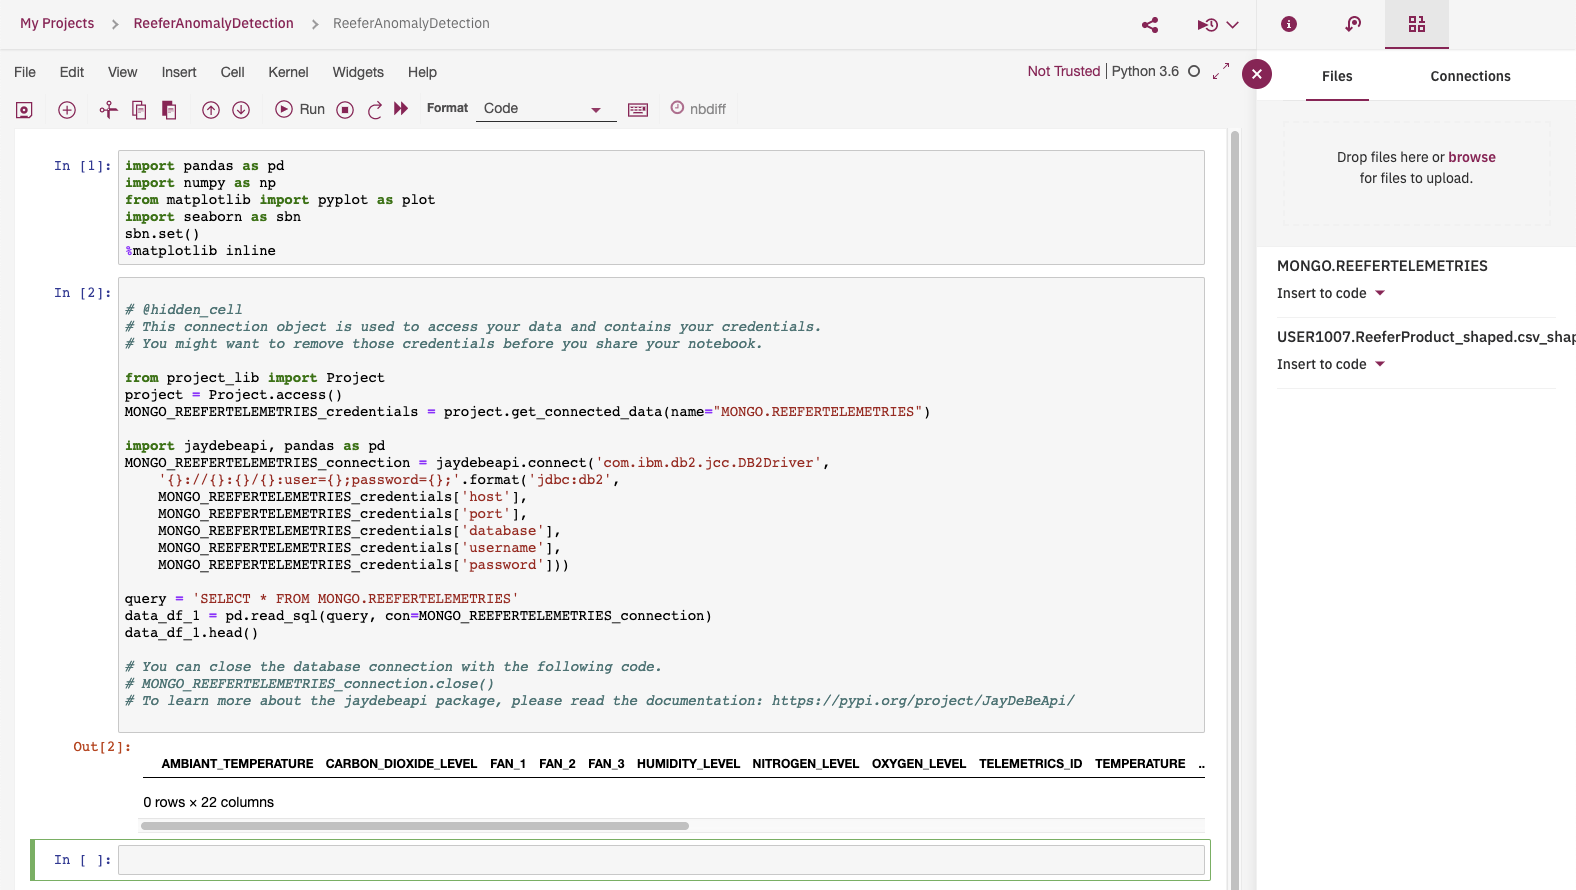 My Projects > ReeferAnomalyDetection > ReeferAnomalyDetection
File Edit View Insert Cell Kernel Widgets Help
Not Trusted | Python 3.6
Run
Format Code
nbdiff
In [1]:
import pandas as pd
import numpy as np
from matplotlib import pyplot as plot
import seaborn as sbn
sbn.set()
%matplotlib inline
In [2]:
# @hidden_cell
# This connection object is used to access your data and contains your credentials.
# You might want to remove those credentials before you share your notebook.
from project_lib import Project
project = Project.access()
MONGO_REEFERTELEMETRIES_credentials = project.get_connected_data(name="MONGO.REEFERTELEMETRIES")
import jaydebeapi, pandas as pd
MONGO_REEFERTELEMETRIES_connection = jaydebeapi.connect('com.ibm.db2.jcc.DB2Driver',
'{}://{}:{}/{}:user={};password={};'.format('jdbc:db2',
MONGO_REEFERTELEMETRIES_credentials['host'],
MONGO_REEFERTELEMETRIES_credentials['port'],
MONGO_REEFERTELEMETRIES_credentials['database'],
MONGO_REEFERTELEMETRIES_credentials['username'],
MONGO_REEFERTELEMETRIES_credentials['password']))
query = 'SELECT * FROM MONGO.REEFERTELEMETRIES'
data_df_1 = pd.read_sql(query, con=MONGO_REEFERTELEMETRIES_connection)
data_df_1.head()
# You can close the database connection with the following code.
# MONGO_REEFERTELEMETRIES_connection.close()
# To learn more about the jaydebeapi package, please read the documentation: https://pypi.org/project/JayDeBeApi/
Out[2]:
AMBIANT_TEMPERATURE CARBON_DIOXIDE_LEVEL FAN_1 FAN_2 FAN_3 HUMIDITY_LEVEL NITROGEN_LEVEL OXYGEN_LEVEL TELEMETRICS_ID TEMPERATURE ..
0 rows × 22 columns
In [ ]:
Files Connections
Drop files here or browse
for files to upload.
MONGO.REEFERTELEMETRIES
Insert to code
USER1007.ReeferProduct_shaped.csv_shap
Insert to code